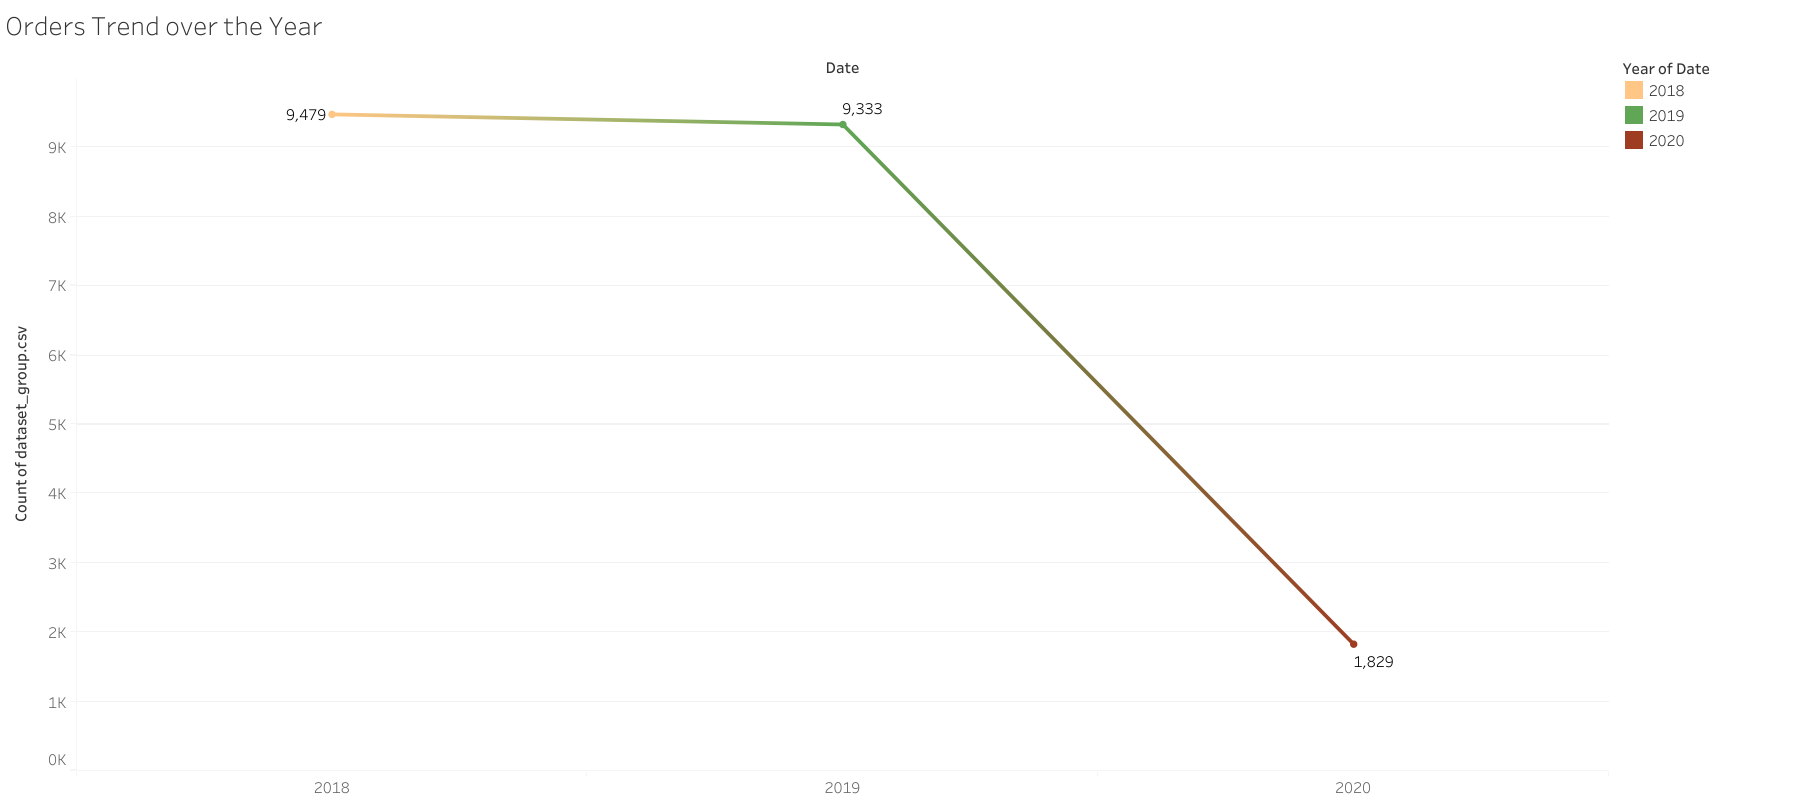 Orders Trend over the Year
Date
Year of Date
2018
2019
2020
9,479
9,333
1,829
9K
8K
7K
6K
5K
4K
3K
2K
1K
0K
Count of dataset_group.csv
2018
2019
2020